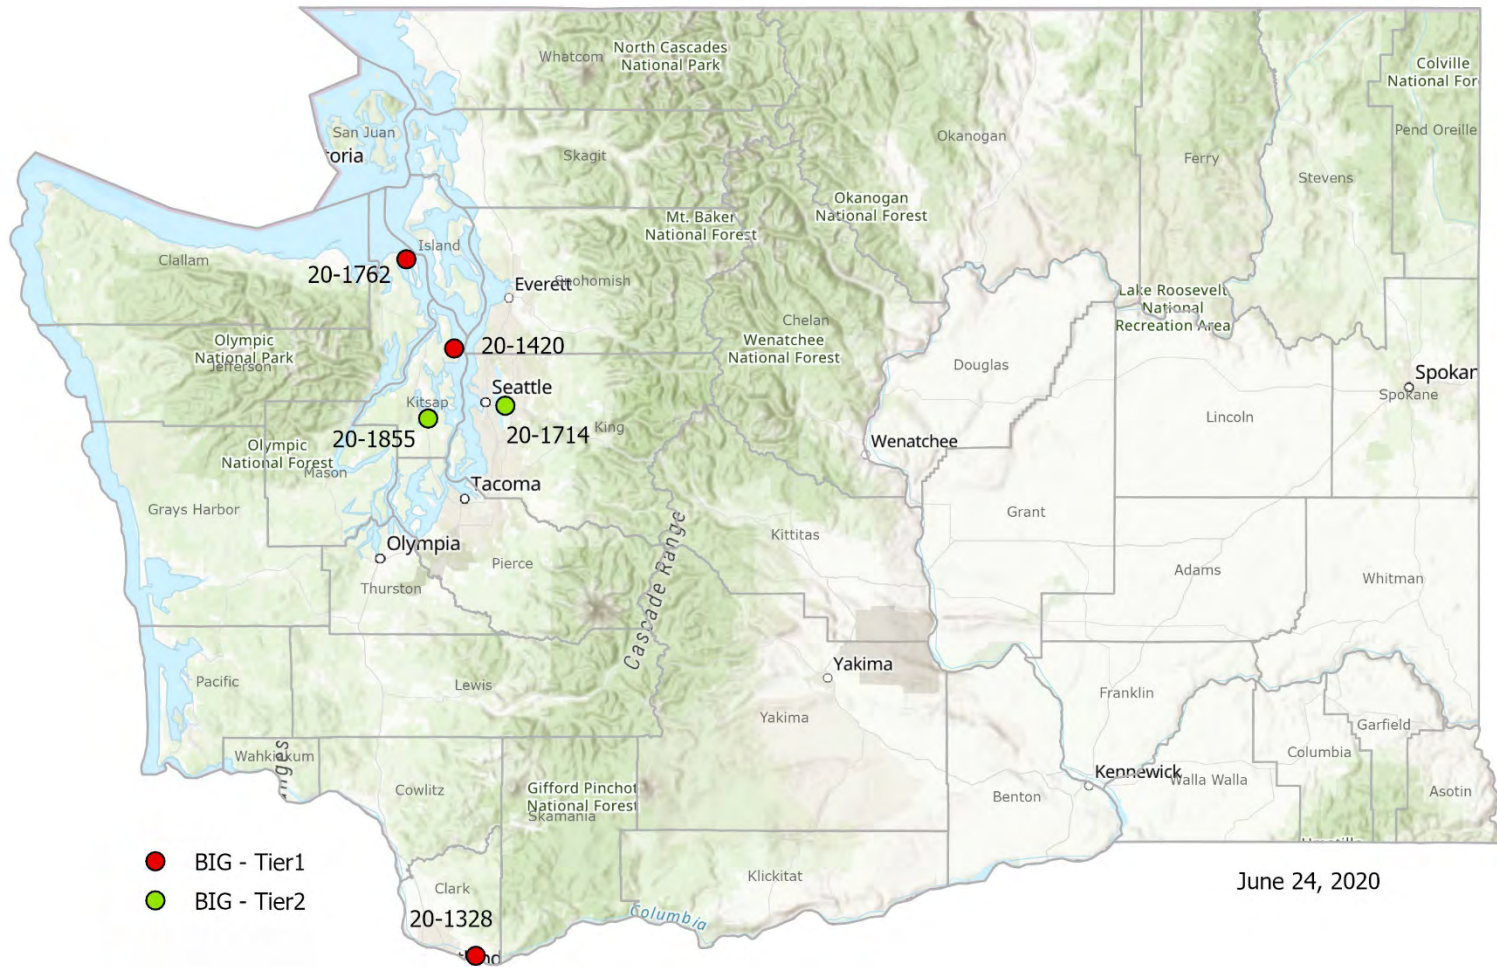 Whatcom
North Cascades
National Park
Colville
National For
San Juan
oria
Skagit
Okanogan
Ferry
Pend Oreille
Stevens
Okanogan
National Forest
Mt. Baker
National Forest
Clallam
Island
20-1762
Everett
Snohomish
Lake Roosevelt
National
Recreation Area
Chelan
Wenatchee
National Forest
Olympic
National Park
Jefferson
20-1420
Douglas
Seattle
Spokan
Spokane
Kitsap
Lincoln
20-1855
20-1714
King
Wenatchee
Olympic
National Forest
Mason
Tacoma
Grays Harbor
Grant
Kittitas
Olympia
Cascade Range
Pierce
Thurston
Adams
Whitman
Yakima
Pacific
Lewis
Franklin
Yakima
Garfield
Wahkiakum
nges
Columbia
Kennewick
Walla Walla
Cowlitz
Gifford Pinchot
National Forest
Skamania
Benton
Asotin
BIG - Tier1
Klickitat
June 24, 2020
Clark
BIG - Tier2
20-1328
Columbia